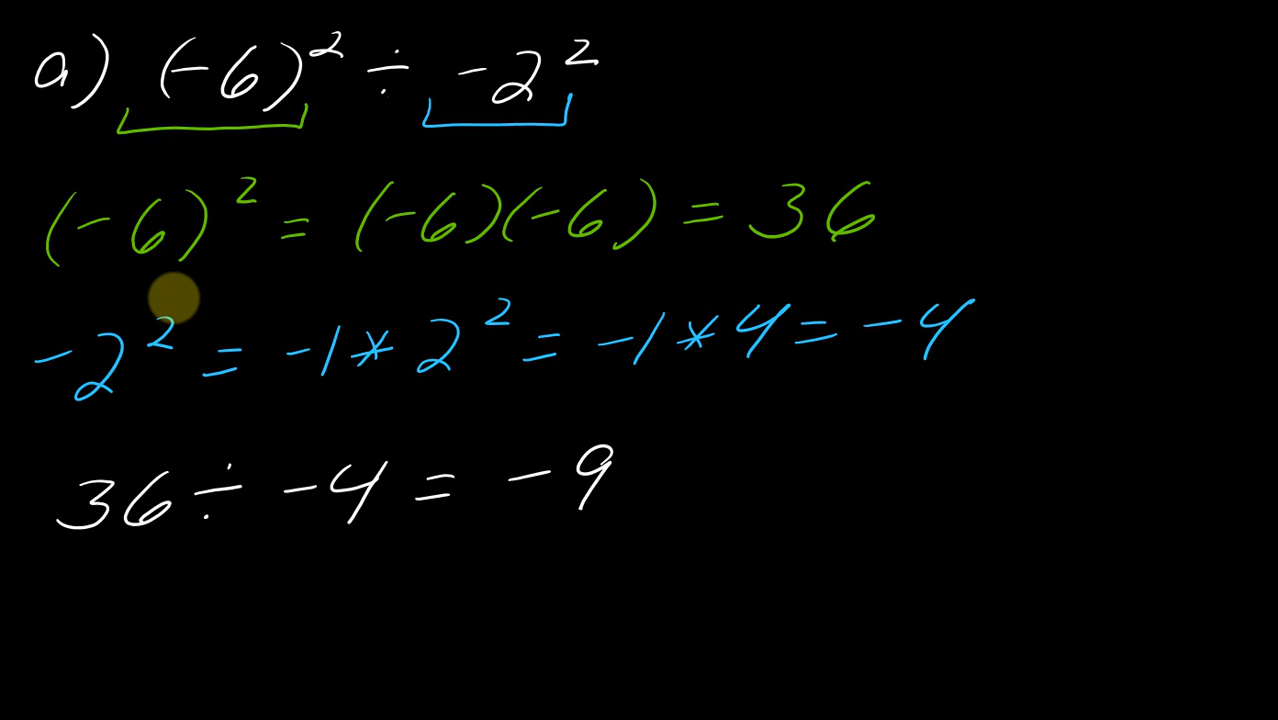 a) (-6)² ÷ -2²
(-6)² = (-6)(-6) = 36
-2² = -1 * 2² = -1 * 4 = -4
36 ÷ -4 = -9